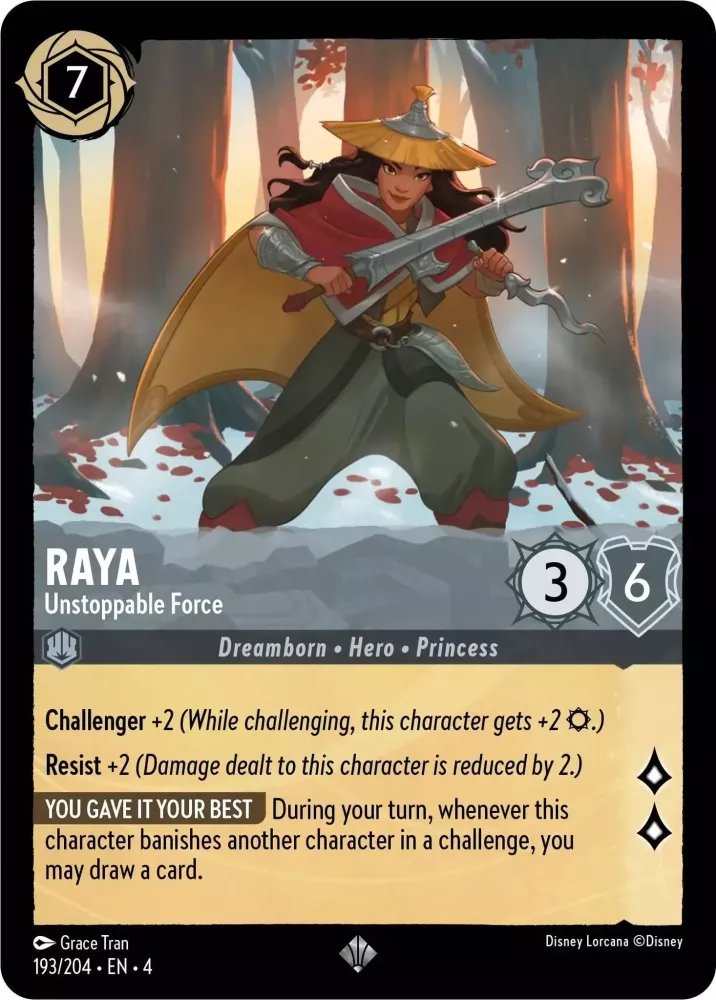 7
RAYA
Unstoppable Force
3
6
Dreamborn • Hero • Princess
Challenger +2 (While challenging, this character gets +2 .)
Resist +2 (Damage dealt to this character is reduced by 2.)
YOU GAVE IT YOUR BEST During your turn, whenever this
character banishes another character in a challenge, you
may draw a card.
Grace Tran
Disney Lorcana ©Disney
193/204 • EN • 4